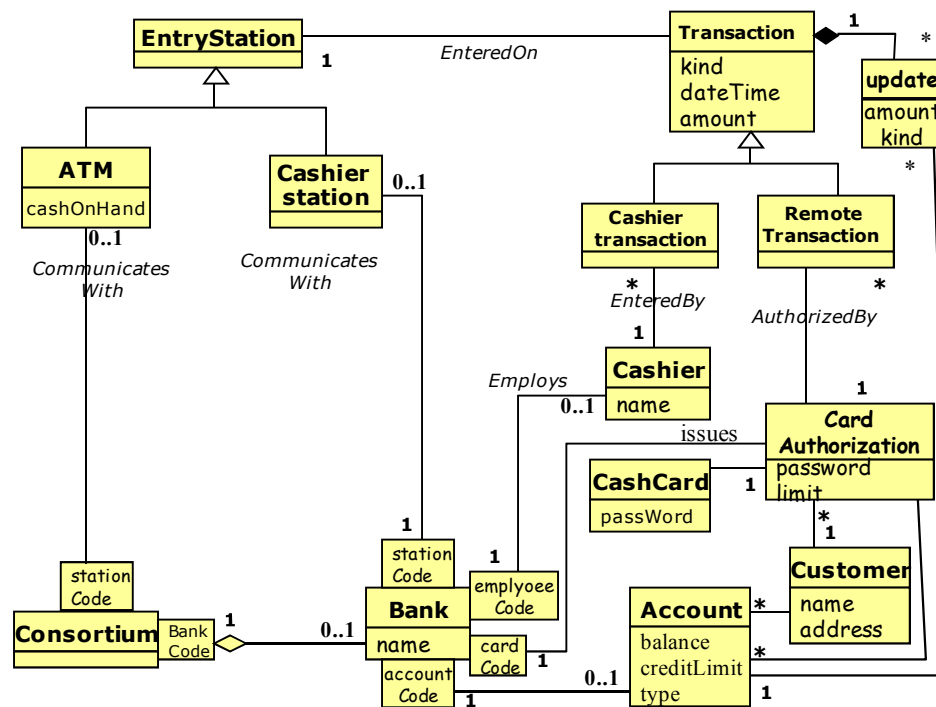 EntryStation
1
EnteredOn
Transaction
kind
dateTime
amount
1
*
update
amount
kind
*
ATM
cashOnHand
0..1
Communicates
With
Cashier
station
0..1
Communicates
With
Cashier
transaction
*
EnteredBy
1
Remote
Transaction
*
AuthorizedBy
1
Cashier
name
Employs
0..1
issues
Card
Authorization
password
limit
CashCard
passWord
1
*
1
Customer
name
address
station
Code
Consortium
Bank
Code
1
0..1
1
station
Code
1
emplyoee
Code
Bank
name
card
Code
1
account
Code
1
0..1
Account
balance
creditLimit
type
*
*
1